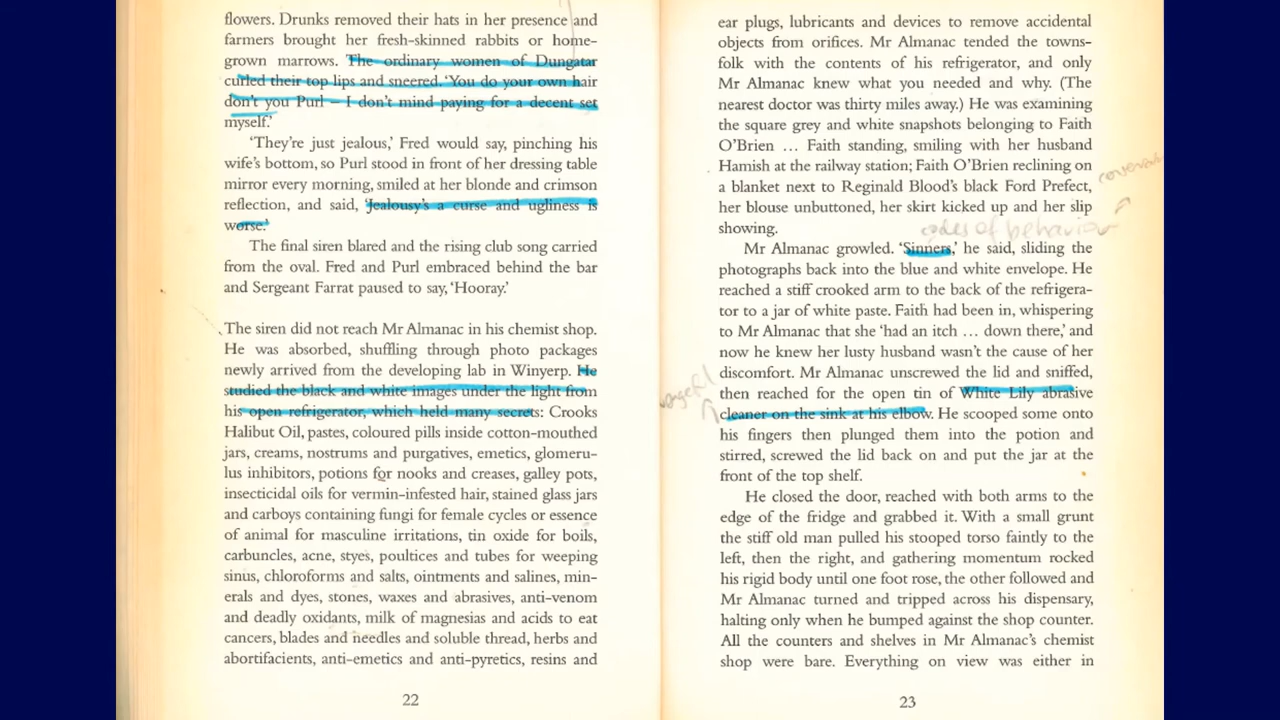 flowers. Drunks removed their hats in her presence and
farmers brought her fresh-skinned rabbits or home-
grown marrows. The ordinary women of Dungatar
curled their top lips and sneered. ‘You do your own hair
don’t you Purl – I don’t mind paying for a decent set
myself.’
‘They’re just jealous,’ Fred would say, pinching his
wife’s bottom, so Purl stood in front of her dressing table
mirror every morning, smiled at her blonde and crimson
reflection, and said, ‘Jealousy’s a curse and ugliness is
worse.’
The final siren blared and the rising club song carried
from the oval. Fred and Purl embraced behind the bar
and Sergeant Farrat paused to say, ‘Hooray.’
The siren did not reach Mr Almanac in his chemist shop.
He was absorbed, shuffling through photo packages
newly arrived from the developing lab in Winyerp. He
studied the black and white images under the light from
his open refrigerator, which held many secrets: Crooks
Halibut Oil, pastes, coloured pills inside cotton-mouthed
jars, creams, nostrums and purgatives, emetics, glomeru-
lus inhibitors, potions for nooks and creases, galley pots,
insecticidal oils for vermin-infested hair, stained glass jars
and carboys containing fungi for female cycles or essence
of animal for masculine irritations, tin oxide for boils,
carbuncles, acne, styes, poultices and tubes for weeping
sinus, chloroforms and salts, ointments and salines, min-
erals and dyes, stones, waxes and abrasives, anti-venom
and deadly oxidants, milk of magnesias and acids to eat
cancers, blades and needles and soluble thread, herbs and
abortifacients, anti-emetics and anti-pyretics, resins and
22
ear plugs, lubricants and devices to remove accidental
objects from orifices. Mr Almanac tended the towns-
folk with the contents of his refrigerator, and only
Mr Almanac knew what you needed and why. (The
nearest doctor was thirty miles away.) He was examining
the square grey and white snapshots belonging to Faith
O’Brien … Faith standing, smiling with her husband
Hamish at the railway station; Faith O’Brien reclining on
a blanket next to Reginald Blood’s black Ford Prefect,
her blouse unbuttoned, her skirt kicked up and her slip
showing.
of behaviour
Mr Almanac growled. ‘Sinners,’ he said, sliding the
photographs back into the blue and white envelope. He
reached a stiff crooked arm to the back of the refrigera-
tor to a jar of white paste. Faith had been in, whispering
to Mr Almanac that she ‘had an itch … down there,’ and
now he knew her lusty husband wasn’t the cause of her
discomfort. Mr Almanac unscrewed the lid and sniffed,
then reached for the open tin of White Lily abrasive
cleaner on the sink at his elbow. He scooped some onto
his fingers then plunged them into the potion and
stirred, screwed the lid back on and put the jar at the
front of the top shelf.
He closed the door, reached with both arms to the
edge of the fridge and grabbed it. With a small grunt
the stiff old man pulled his stooped torso faintly to the
left, then the right, and gathering momentum rocked
his rigid body until one foot rose, the other followed and
Mr Almanac turned and tripped across his dispensary,
halting only when he bumped against the shop counter.
All the counters and shelves in Mr Almanac’s chemist
shop were bare. Everything on view was either in
23